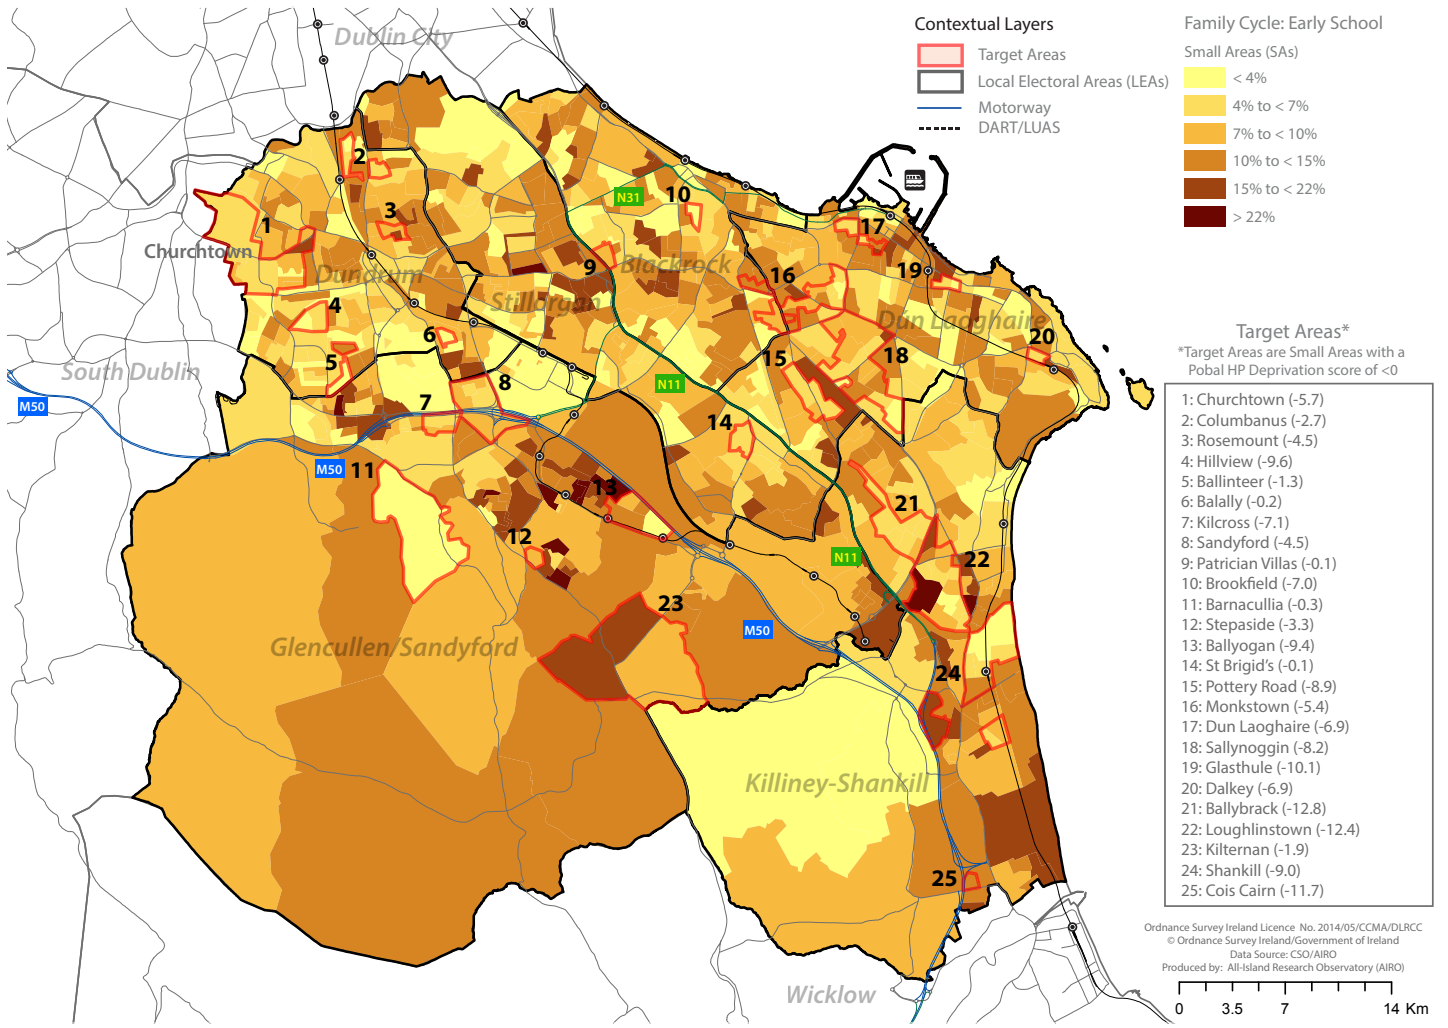 Contextual Layers
Target Areas
Local Electoral Areas (LEAs)
Motorway
DART/LUAS
Family Cycle: Early School
Small Areas (SAs)
< 4%
4% to < 7%
7% to < 10%
10% to < 15%
15% to < 22%
> 22%
Dublin City
2
1
3
10
N31
17
Churchtown
Dundrum
9
Blackrock
16
19
4
Stillorgan
Dún Laoghaire
6
20
South Dublin
5
15
18
8
N11
M50
7
14
M50
11
13
21
12
N11
22
23
M50
Glencullen/Sandyford
24
Killiney-Shankill
25
Wicklow
Target Areas*
*Target Areas are Small Areas with a
Pobal HP Deprivation score of <0
1: Churchtown (-5.7)
2: Columbanus (-2.7)
3: Rosemount (-4.5)
4: Hillview (-9.6)
5: Ballinteer (-1.3)
6: Balally (-0.2)
7: Kilcross (-7.1)
8: Sandyford (-4.5)
9: Patrician Villas (-0.1)
10: Brookfield (-7.0)
11: Barnacullia (-0.3)
12: Stepaside (-3.3)
13: Ballyogan (-9.4)
14: St Brigid's (-0.1)
15: Pottery Road (-8.9)
16: Monkstown (-5.4)
17: Dun Laoghaire (-6.9)
18: Sallynoggin (-8.2)
19: Glasthule (-10.1)
20: Dalkey (-6.9)
21: Ballybrack (-12.8)
22: Loughlinstown (-12.4)
23: Kilternan (-1.9)
24: Shankill (-9.0)
25: Cois Cairn (-11.7)
Ordnance Survey Ireland Licence No. 2014/05/CCMA/DLRCC
© Ordnance Survey Ireland/Government of Ireland
Data Source: CSO/AIRO
Produced by: All-Island Research Observatory (AIRO)
0 3.5 7 14 Km